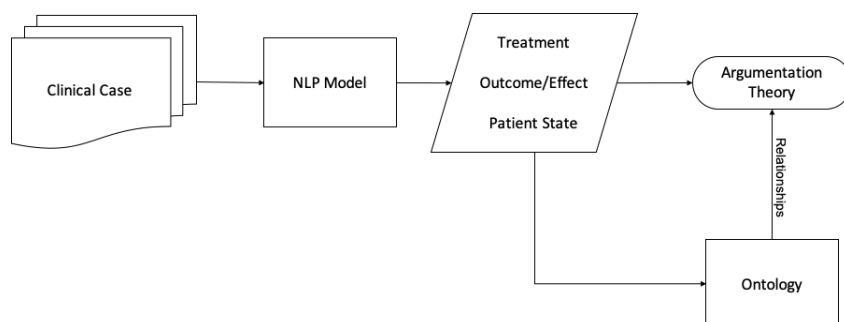 Clinical Case
NLP Model
Treatment
Outcome/Effect
Patient State
Argumentation
Theory
Relationships
Ontology